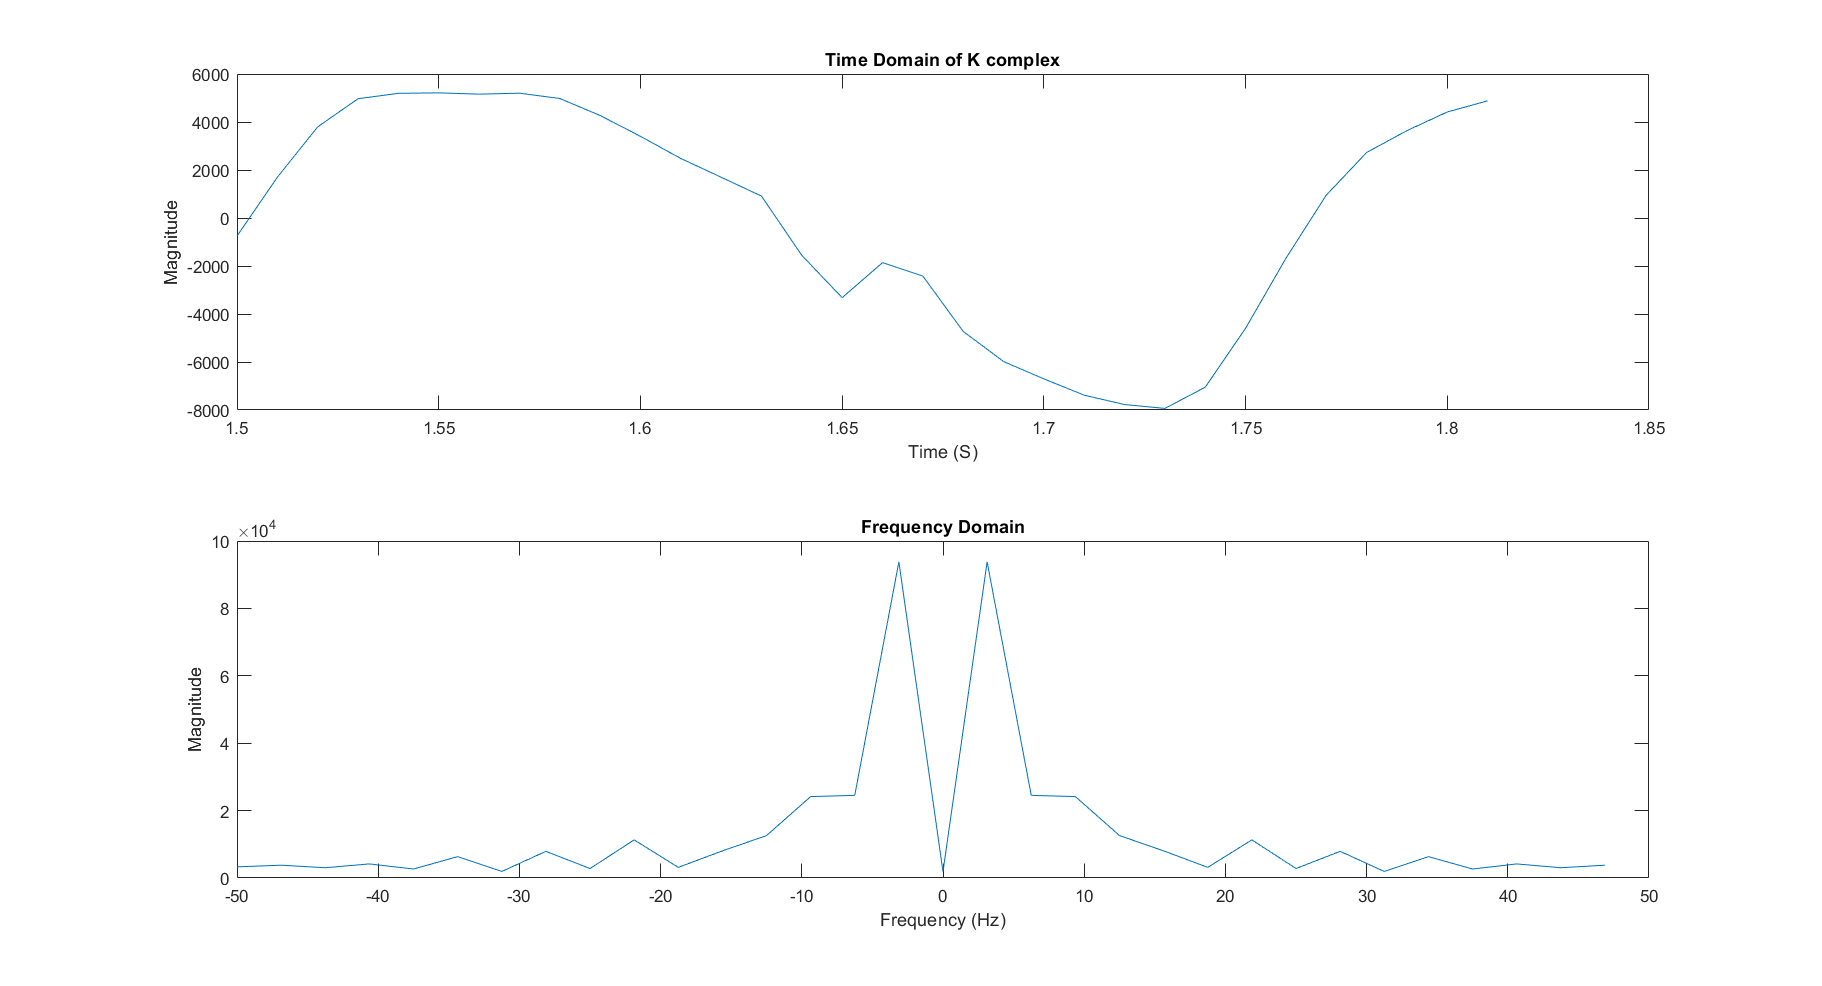 Time Domain of K complex
6000
4000
2000
0
-2000
-4000
-6000
-8000
Magnitude
1.5 1.55 1.6 1.65 1.7 1.75 1.8 1.85
Time (S)
×10^4
Frequency Domain
10
8
6
4
2
0
Magnitude
-50 -40 -30 -20 -10 0 10 20 30 40 50
Frequency (Hz)